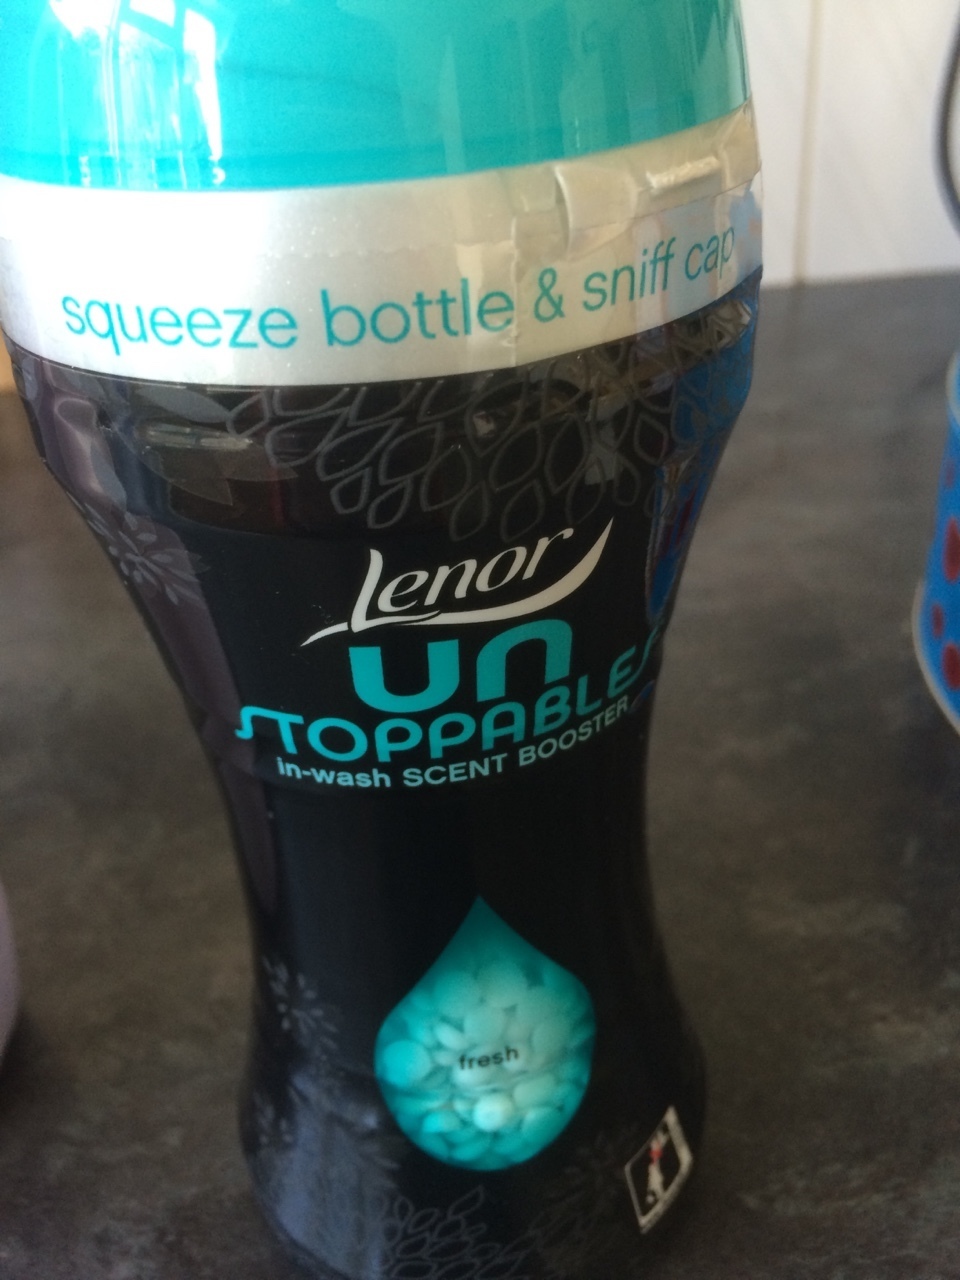 squeeze bottle & sniff cap
Lenor
un
STOPPABLES
in-wash SCENT BOOSTER
fresh